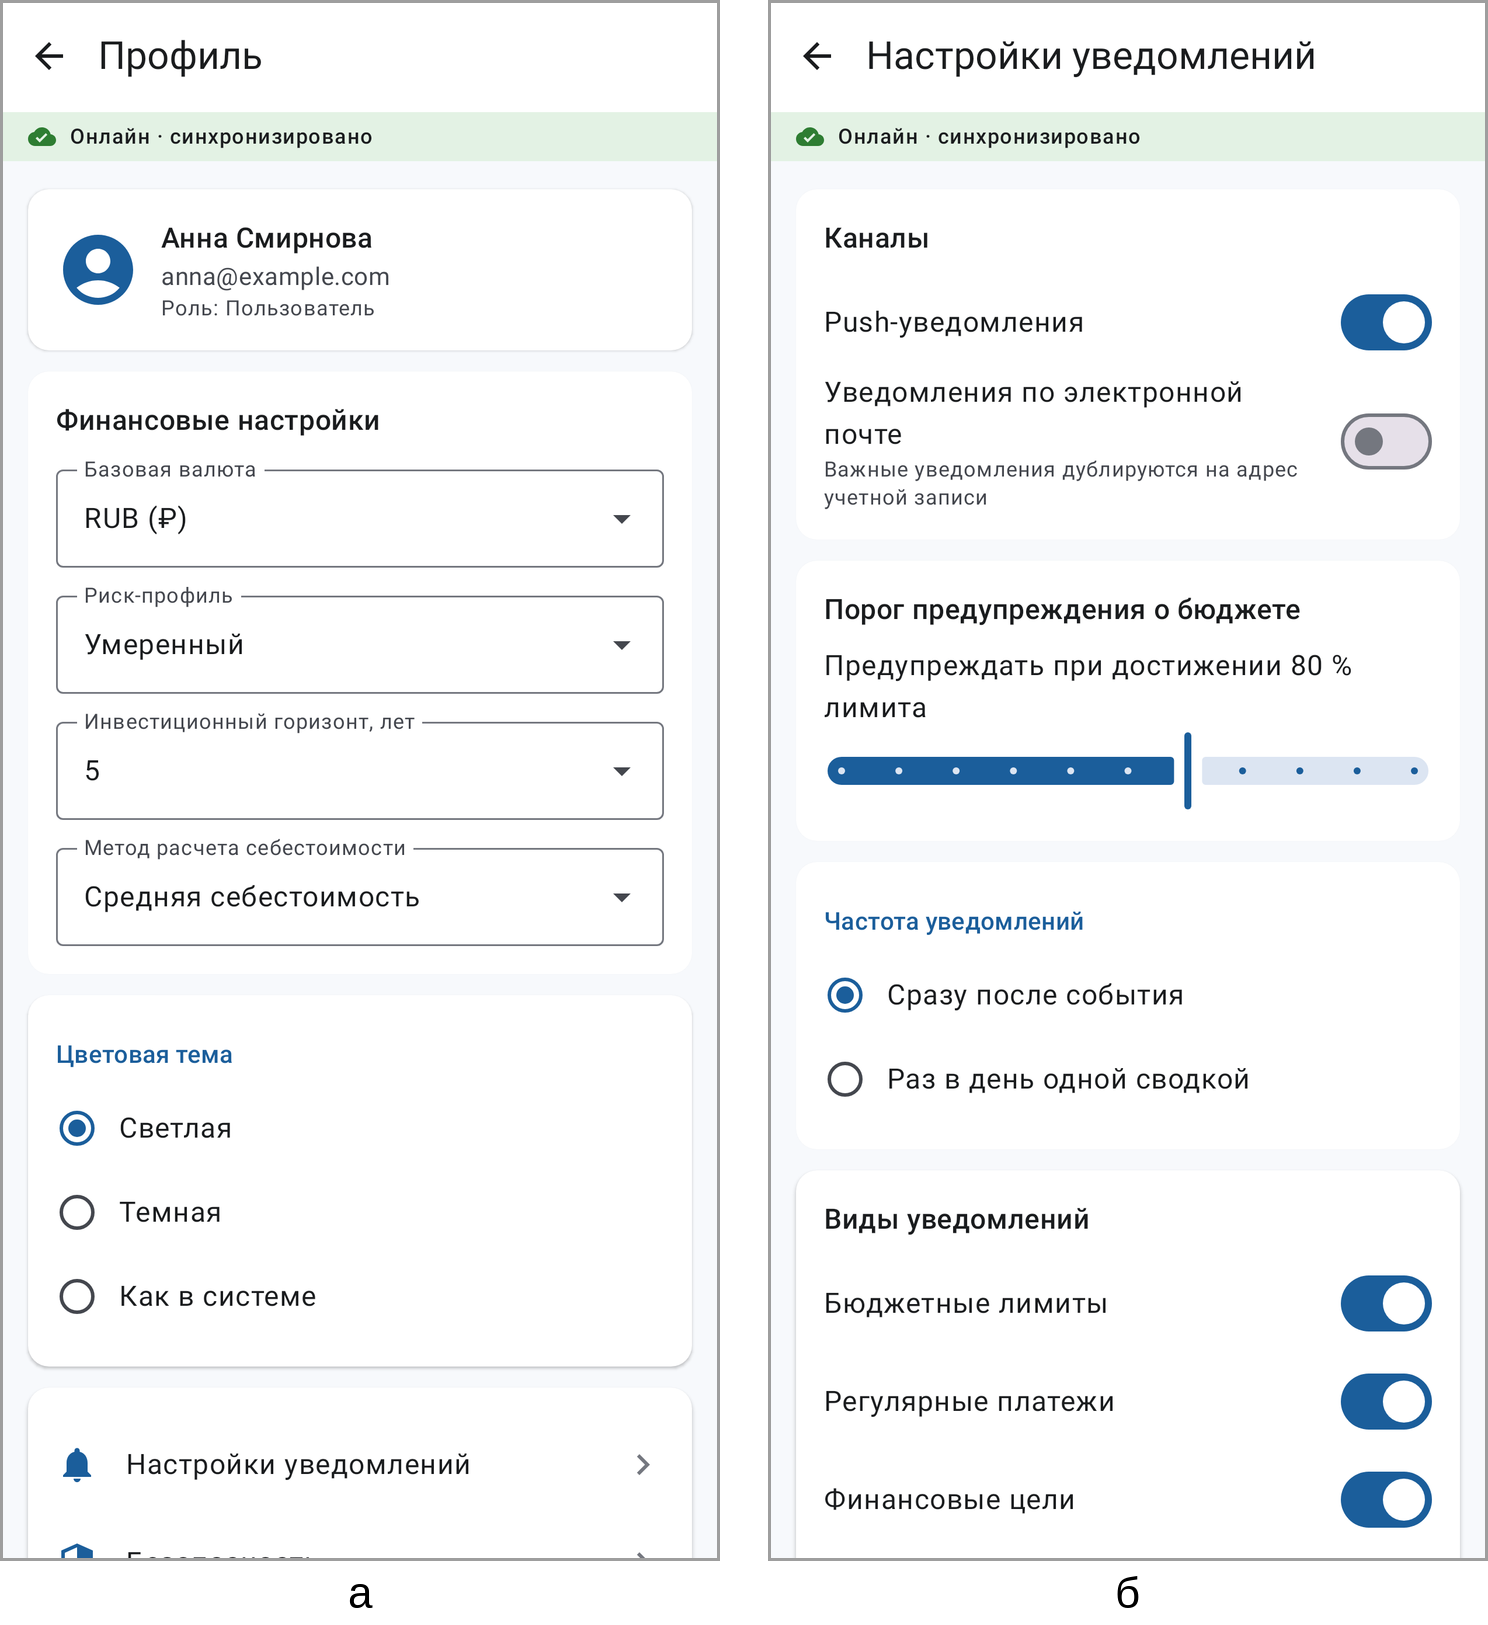 Профиль
Онлайн · синхронизировано
Анна Смирнова
anna@example.com
Роль: Пользователь
Финансовые настройки
Базовая валюта
RUB (₽)
Риск-профиль
Умеренный
Инвестиционный горизонт, лет
5
Метод расчета себестоимости
Средняя себестоимость
Цветовая тема
Светлая
Темная
Как в системе
Настройки уведомлений
Безопасность
а
Настройки уведомлений
Онлайн · синхронизировано
Каналы
Push-уведомления
Уведомления по электронной
почте
Важные уведомления дублируются на адрес
учетной записи
Порог предупреждения о бюджете
Предупреждать при достижении 80 %
лимита
Частота уведомлений
Сразу после события
Раз в день одной сводкой
Виды уведомлений
Бюджетные лимиты
Регулярные платежи
Финансовые цели
б